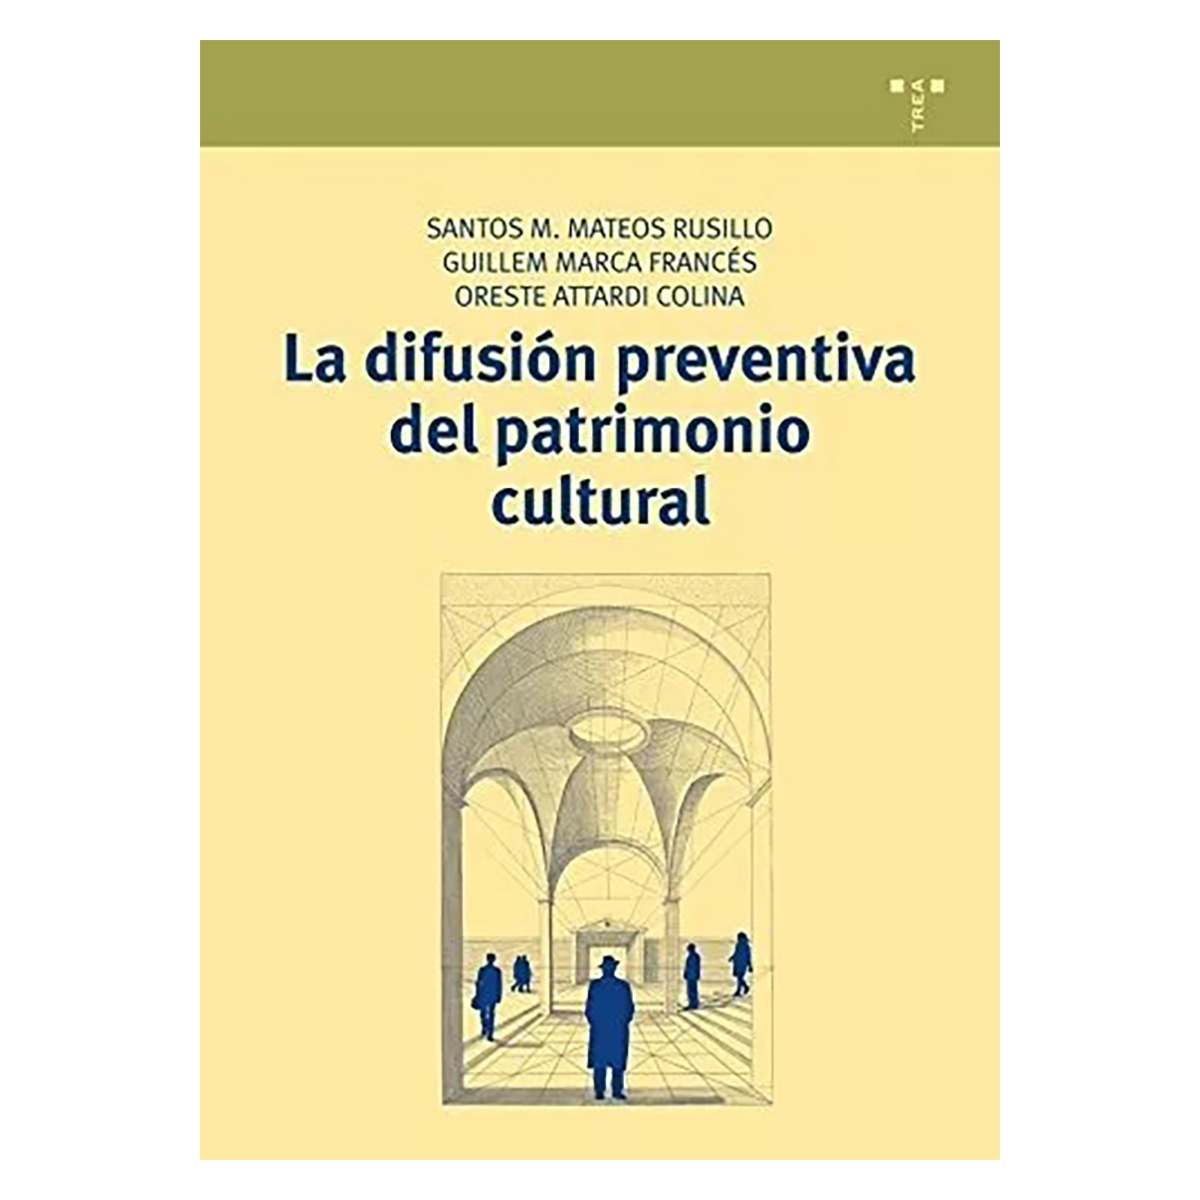 TREA
SANTOS M. MATEOS RUSILLO
GUILLEM MARCA FRANCÉS
ORESTE ATTARDI COLINA
La difusión preventiva
del patrimonio
cultural